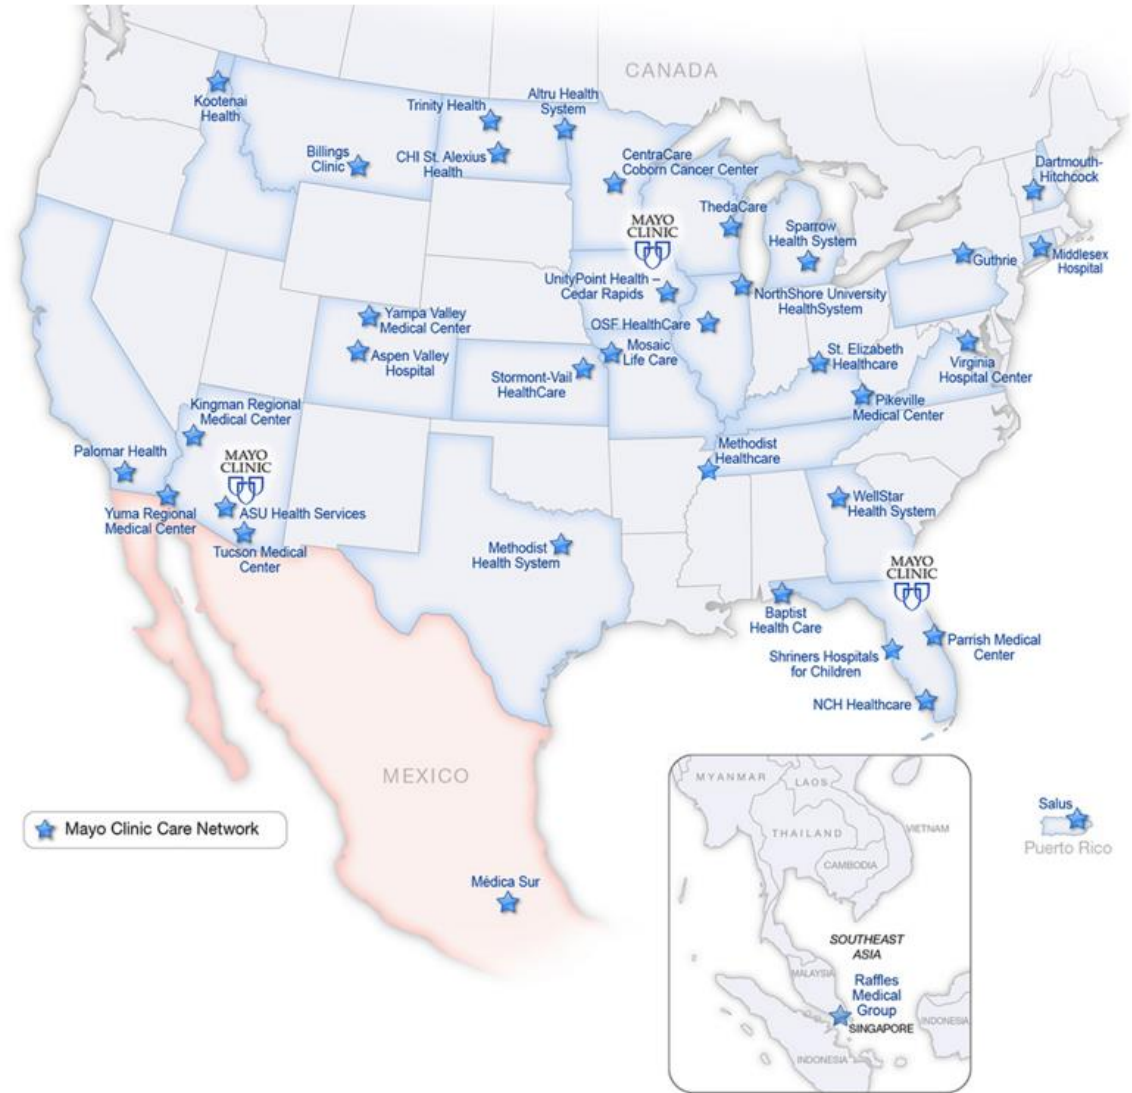 CANADA
Kootenai
Health
Trinity Health
Altru Health
System
Billings
Clinic
CHI St. Alexius
Health
CentraCare
Coborn Cancer Center
Dartmouth-
Hitchcock
ThedaCare
MAYO
CLINIC
Sparrow
Health System
Guthrie
Middlesex
Hospital
UnityPoint Health –
Cedar Rapids
NorthShore University
HealthSystem
Yampa Valley
Medical Center
OSF HealthCare
Aspen Valley
Hospital
Mosaic
Life Care
St. Elizabeth
Healthcare
Virginia
Hospital Center
Stormont-Vail
HealthCare
Kingman Regional
Medical Center
Pikeville
Medical Center
Palomar Health
MAYO
CLINIC
Methodist
Healthcare
Yuma Regional
Medical Center
ASU Health Services
WellStar
Health System
Tucson Medical
Center
Methodist
Health System
MAYO
CLINIC
Baptist
Health Care
Parrish Medical
Center
Shriners Hospitals
for Children
NCH Healthcare
MEXICO
Mayo Clinic Care Network
Médica Sur
MYANMAR
LAOS
THAILAND
VIETNAM
CAMBODIA
SOUTHEAST
ASIA
MALAYSIA
Raffles
Medical
Group
SINGAPORE
INDONESIA
INDONESIA
Salus
Puerto Rico